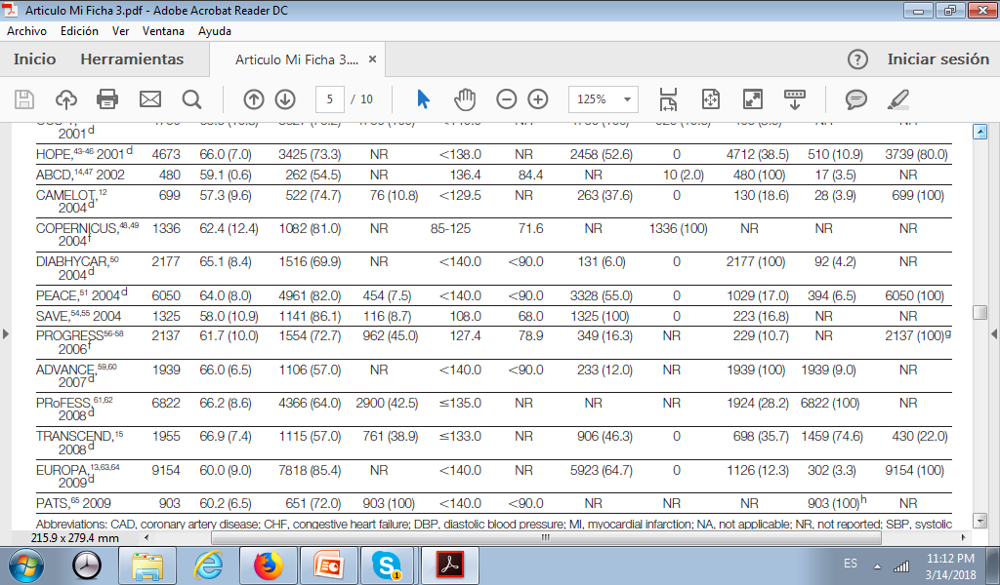 Articulo Mi Ficha 3.pdf - Adobe Acrobat Reader DC
Archivo Edición Ver Ventana Ayuda
Inicio Herramientas Articulo Mi Ficha 3.... × ? Iniciar sesión
5 / 10 125%
2001d
HOPE,43-46 2001d 4673 66.0 (7.0) 3425 (73.3) NR <138.0 NR 2458 (52.6) 0 4712 (38.5) 510 (10.9) 3739 (80.0)
ABCD,14,47 2002 480 59.1 (0.6) 262 (54.5) 136.4 84.4 NR 10 (2.0) 480 (100) 17 (3.5) NR
CAMELOT,12 699 57.3 (9.6) 522 (74.7) 76 (10.8) <129.5 NR 263 (37.6) 0 130 (18.6) 28 (3.9) 699 (100)
2004d
COPERNICUS,48,49 1336 62.4 (12.4) 1082 (81.0) NR 85-125 71.6 NR 1336 (100) NR NR NR
2004f
DIABHYCAR,50 2177 65.1 (8.4) 1516 (69.9) NR <140.0 <90.0 131 (6.0) 0 2177 (100) 92 (4.2) NR
2004d
PEACE,51 2004d 6050 64.0 (8.0) 4961 (82.0) 454 (7.5) <140.0 <90.0 3328 (55.0) 0 1029 (17.0) 394 (6.5) 6050 (100)
SAVE,54,55 2004 1325 58.0 (10.9) 1141 (86.1) 116 (8.7) 108.0 68.0 1325 (100) 0 223 (16.8) NR NR
PROGRESS56-58 2137 61.7 (10.0) 1554 (72.7) 962 (45.0) 127.4 78.9 349 (16.3) NR 229 (10.7) NR 2137 (100)g
2006f
ADVANCE,59,60 1939 66.0 (6.5) 1106 (57.0) NR <140.0 <90.0 233 (12.0) NR 1939 (100) 1939 (9.0) NR
2007d
PRoFESS,61,62 6822 66.2 (8.6) 4366 (64.0) 2900 (42.5) ≤135.0 NR NR NR 1924 (28.2) 6822 (100) NR
2008d
TRANSCEND,15 1955 66.9 (7.4) 1115 (57.0) 761 (38.9) ≤133.0 NR 906 (46.3) 0 698 (35.7) 1459 (74.6) 430 (22.0)
2008d
EUROPA,13,63,64 9154 60.0 (9.0) 7818 (85.4) NR <140.0 NR 5923 (64.7) 0 1126 (12.3) 302 (3.3) 9154 (100)
2009d
PATS,65 2009 903 60.2 (6.5) 651 (72.0) 903 (100) <140.0 <90.0 NR NR NR 903 (100)h NR
Abbreviations: CAD, coronary artery disease; CHF, congestive heart failure; DBP, diastolic blood pressure; MI, myocardial infarction; NA, not applicable; NR, not reported; SBP, systolic
215.9 x 279.4 mm
ES 11:12 PM
3/14/2018